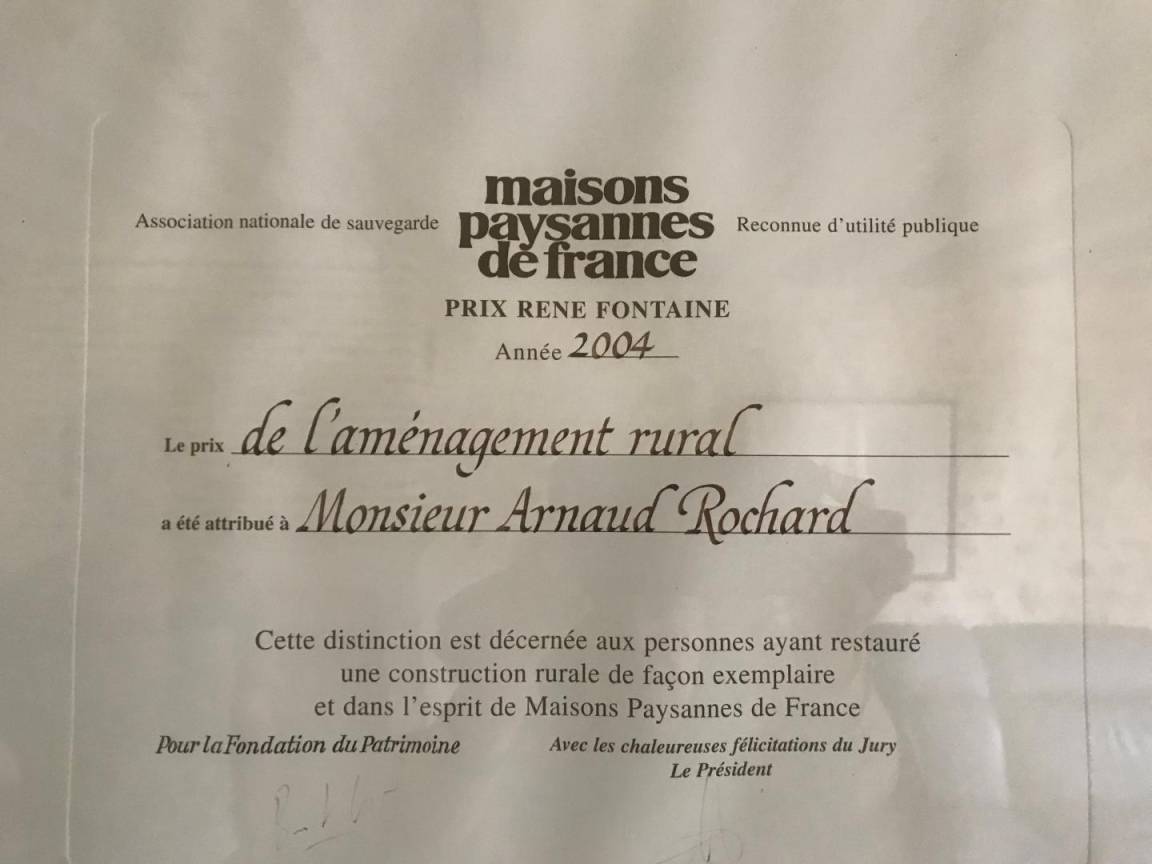 maisons
Association nationale de sauvegarde paysannes Reconnue d'utilité publique
de france
PRIX RENE FONTAINE
Année 2004
Le prix de l'aménagement rural
a été attribué à Monsieur Arnaud Rochard
Cette distinction est décernée aux personnes ayant restauré
une construction rurale de façon exemplaire
et dans l'esprit de Maisons Paysannes de France
Pour la Fondation du Patrimoine Avec les chaleureuses félicitations du Jury
Le Président